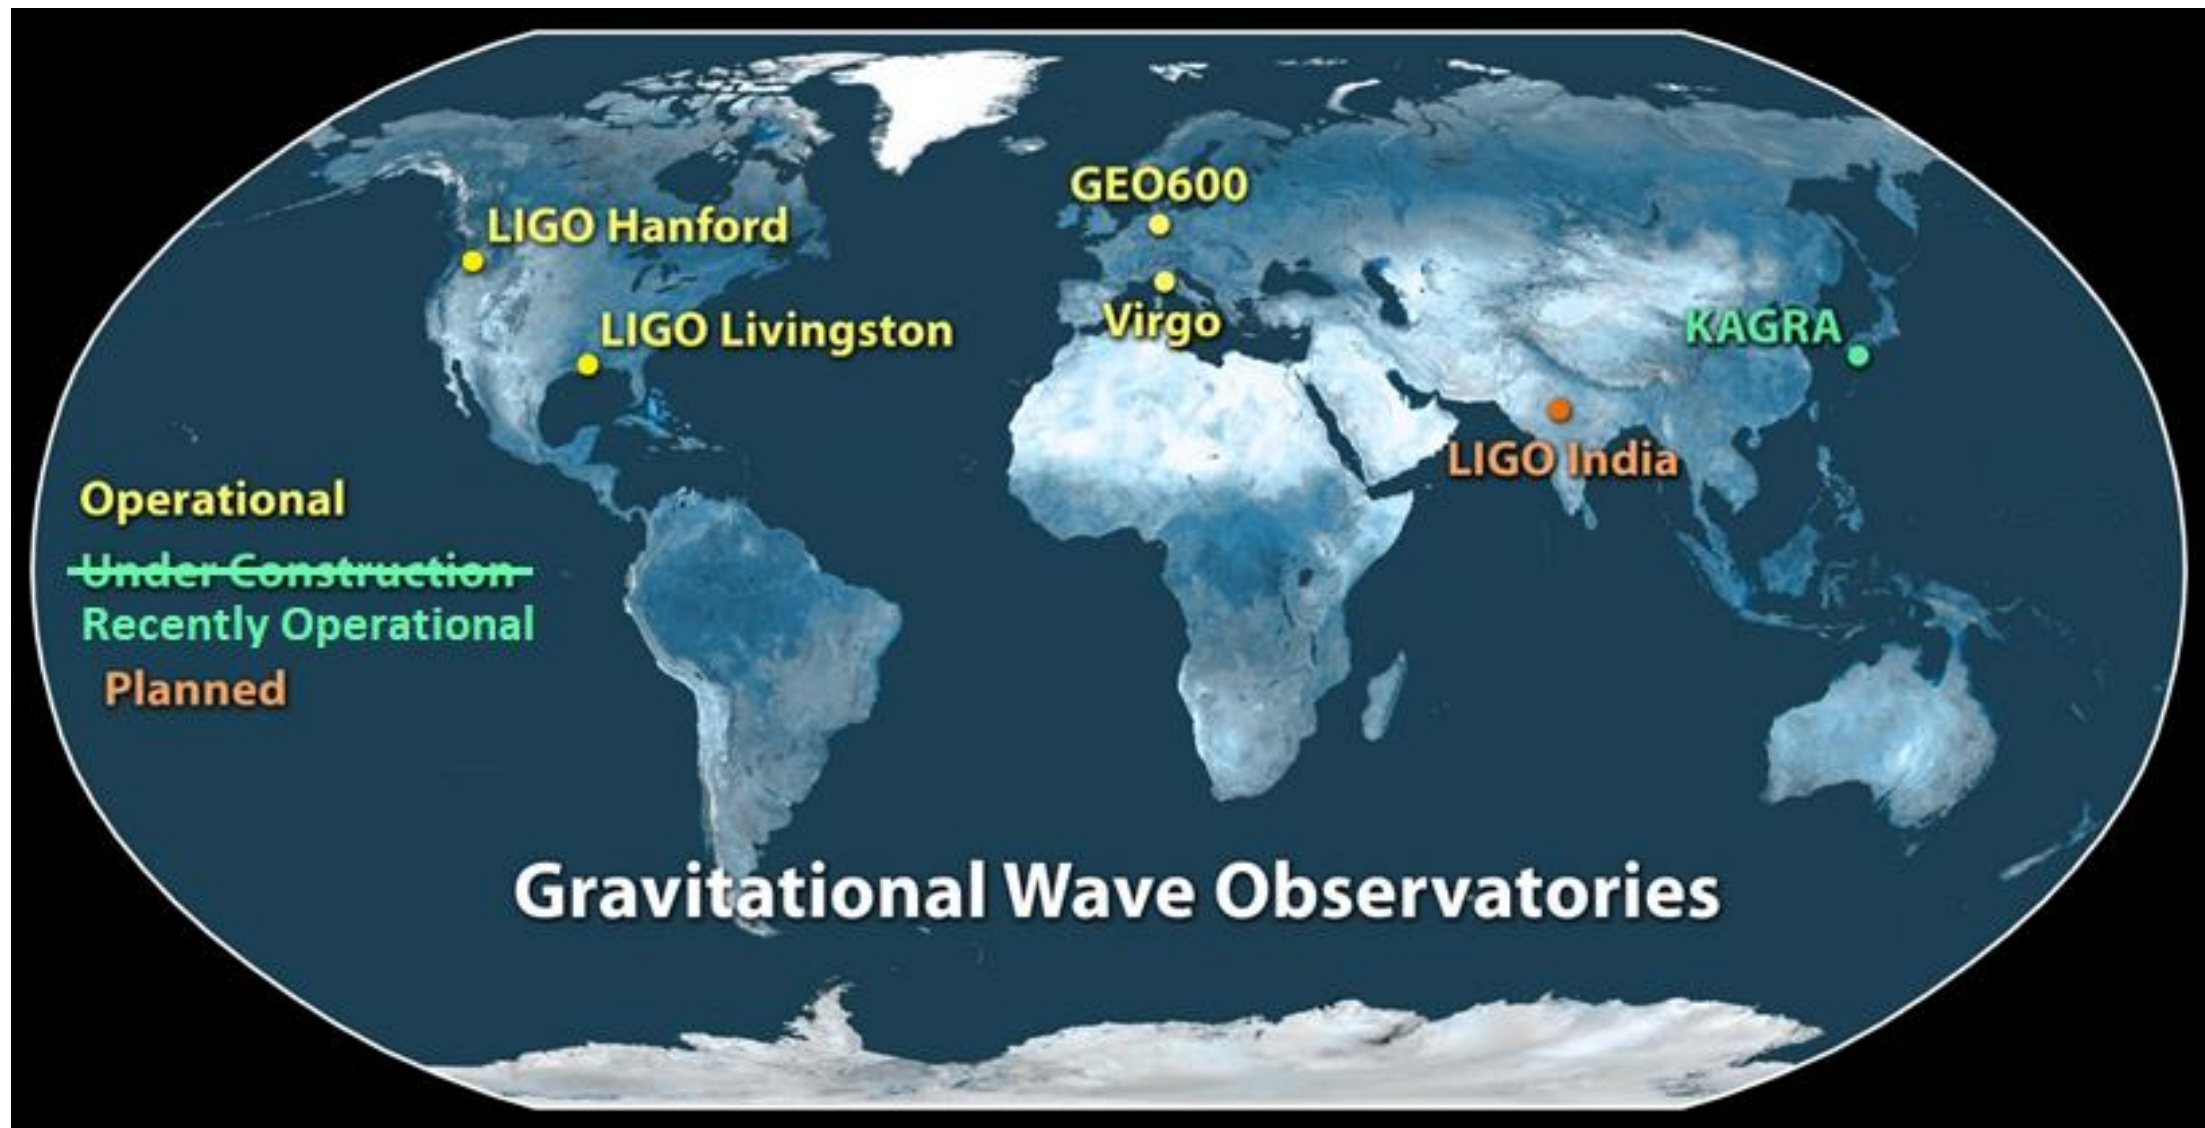 GEO600
LIGO Hanford
Virgo
LIGO Livingston
KAGRA
LIGO India
Operational
Under Construction
Recently Operational
Planned
Gravitational Wave Observatories